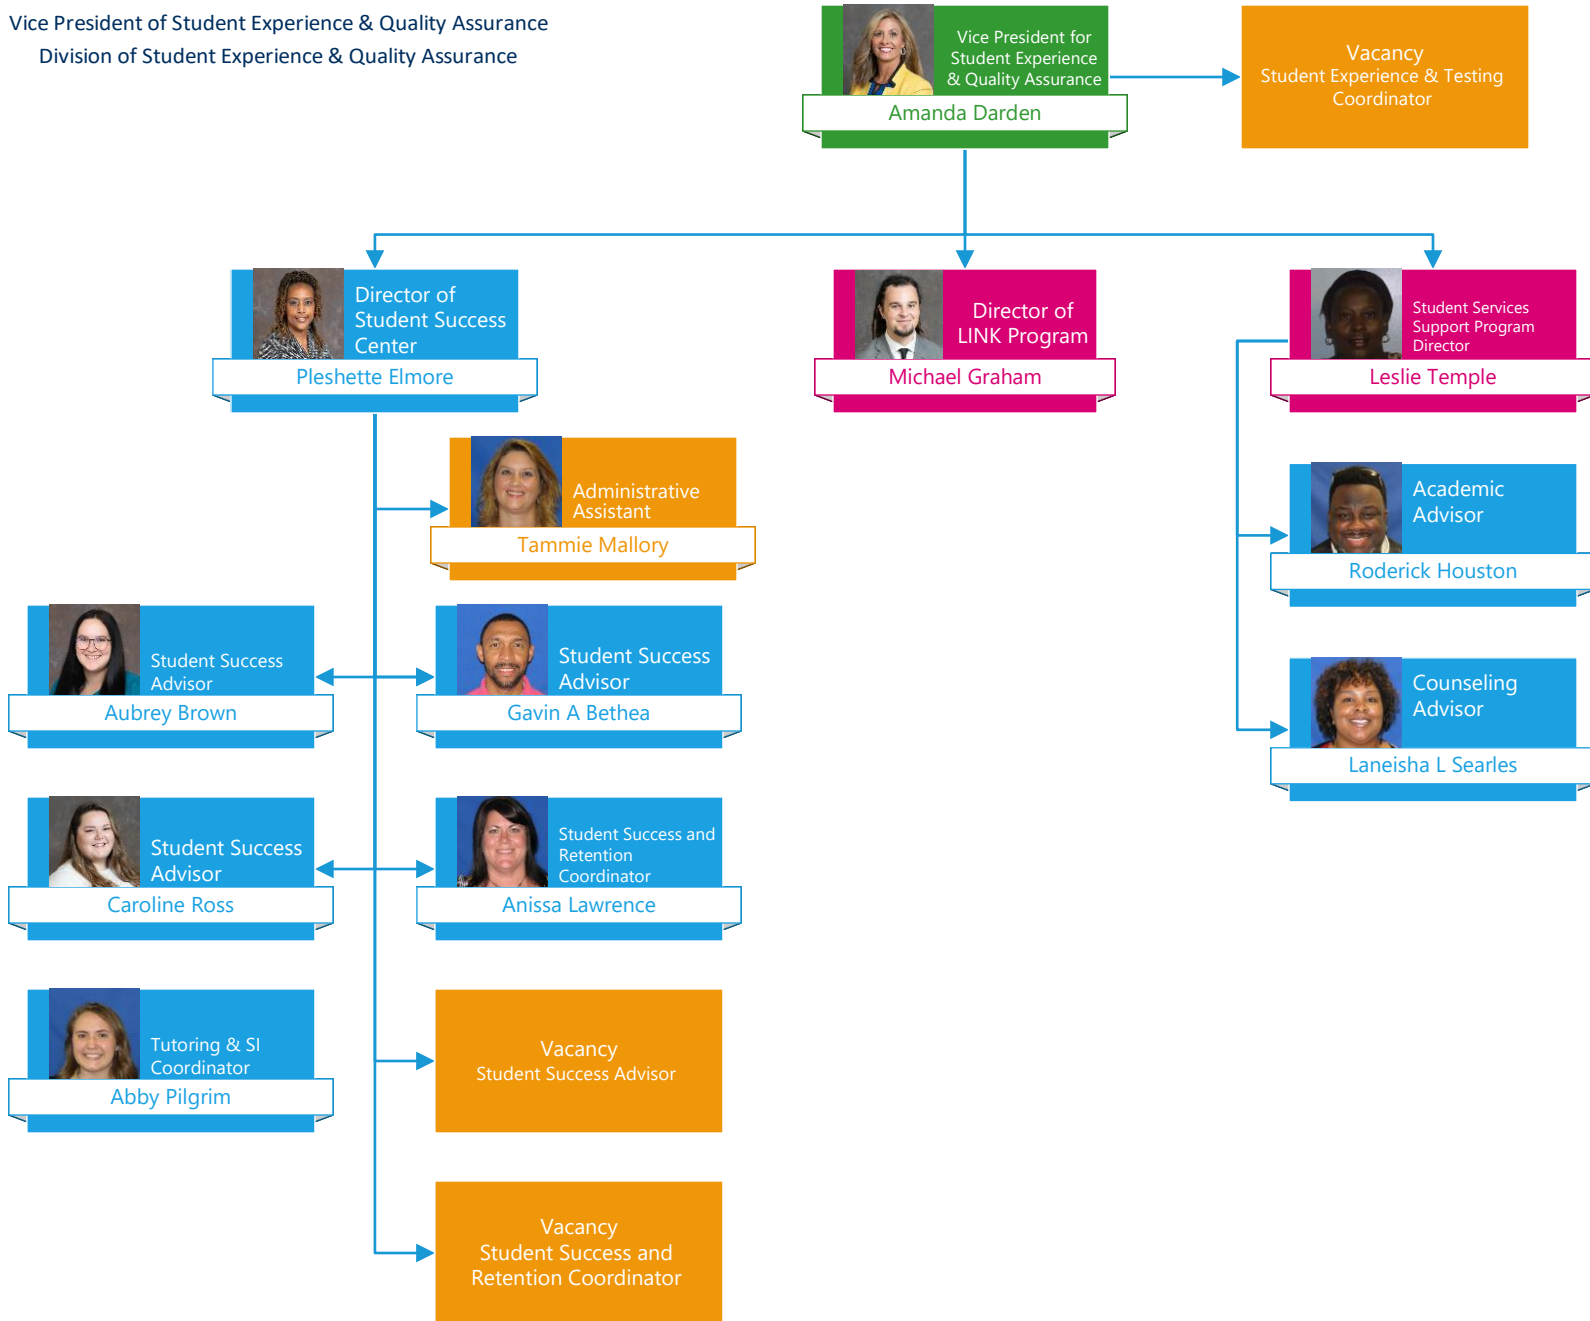 Vice President of Student Experience & Quality Assurance
Division of Student Experience & Quality Assurance
Vice President for
Student Experience
& Quality Assurance
Amanda Darden
Vacancy
Student Experience & Testing
Coordinator
Director of
Student Success
Center
Pleshette Elmore
Director of
LINK Program
Michael Graham
Student Services
Support Program
Director
Leslie Temple
Administrative
Assistant
Tammie Mallory
Academic
Advisor
Roderick Houston
Student Success
Advisor
Aubrey Brown
Student Success
Advisor
Gavin A Bethea
Counseling
Advisor
Laneisha L Searles
Student Success
Advisor
Caroline Ross
Student Success and
Retention
Coordinator
Anissa Lawrence
Tutoring & SI
Coordinator
Abby Pilgrim
Vacancy
Student Success Advisor
Vacancy
Student Success and
Retention Coordinator